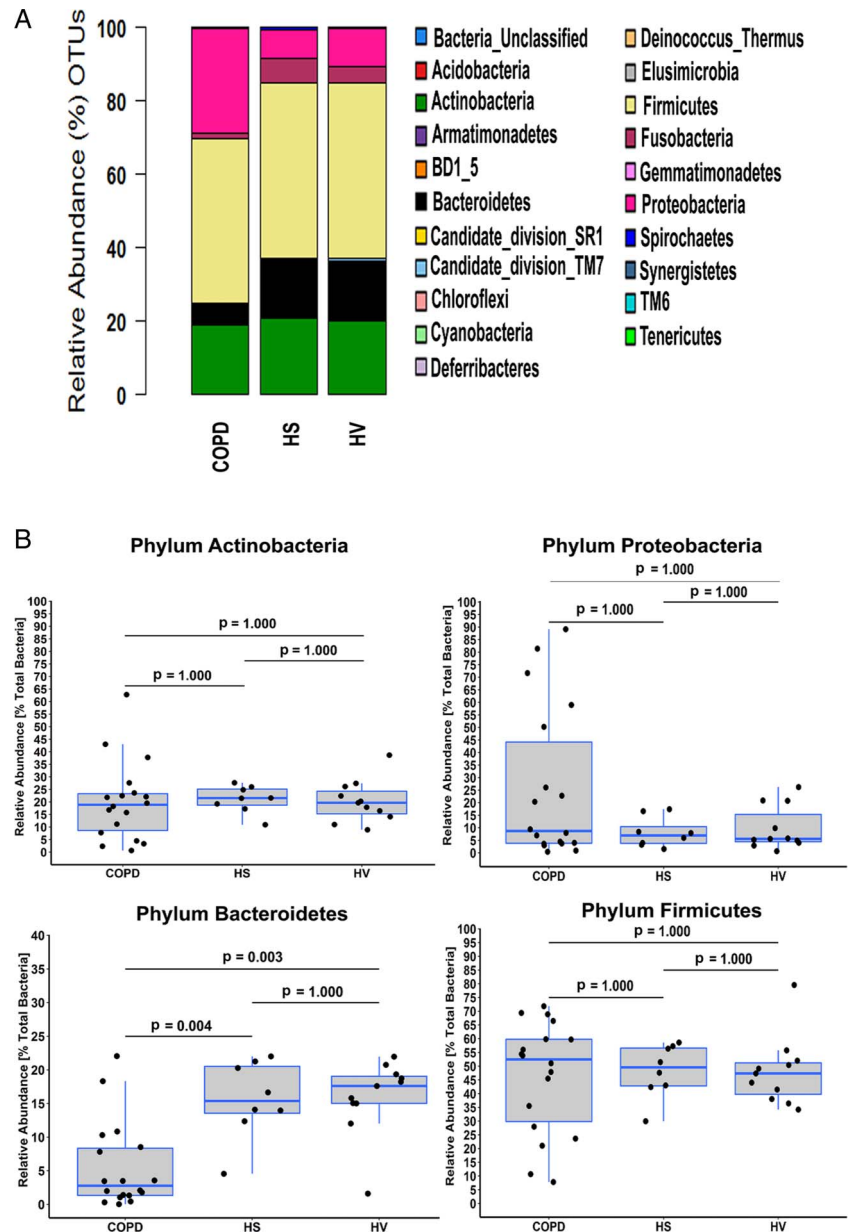 A
Relative Abundance (%) OTUs
100
80
60
40
20
0
COPD
HS
HV
Bacteria_Unclassified
Acidobacteria
Actinobacteria
Armatimonadetes
BD1_5
Bacteroidetes
Candidate_division_SR1
Candidate_division_TM7
Chloroflexi
Cyanobacteria
Deferribacteres
Deinococcus_Thermus
Elusimicrobia
Firmicutes
Fusobacteria
Gemmatimonadetes
Proteobacteria
Spirochaetes
Synergistetes
TM6
Tenericutes
B
Phylum Actinobacteria
Relative Abundance [% Total Bacteria]
100
95
90
85
80
75
70
65
60
55
50
45
40
35
30
25
20
15
10
5
0
p = 1.000
p = 1.000
p = 1.000
COPD
HS
HV
Phylum Proteobacteria
Relative Abundance [% Total Bacteria]
100
95
90
85
80
75
70
65
60
55
50
45
40
35
30
25
20
15
10
5
0
p = 1.000
p = 1.000
p = 1.000
COPD
HS
HV
Phylum Bacteroidetes
Relative Abundance [% Total Bacteria]
40
35
30
25
20
15
10
5
0
p = 0.003
p = 1.000
p = 0.004
COPD
HS
HV
Phylum Firmicutes
Relative Abundance [% Total Bacteria]
100
95
90
85
80
75
70
65
60
55
50
45
40
35
30
25
20
15
10
5
0
p = 1.000
p = 1.000
p = 1.000
COPD
HS
HV